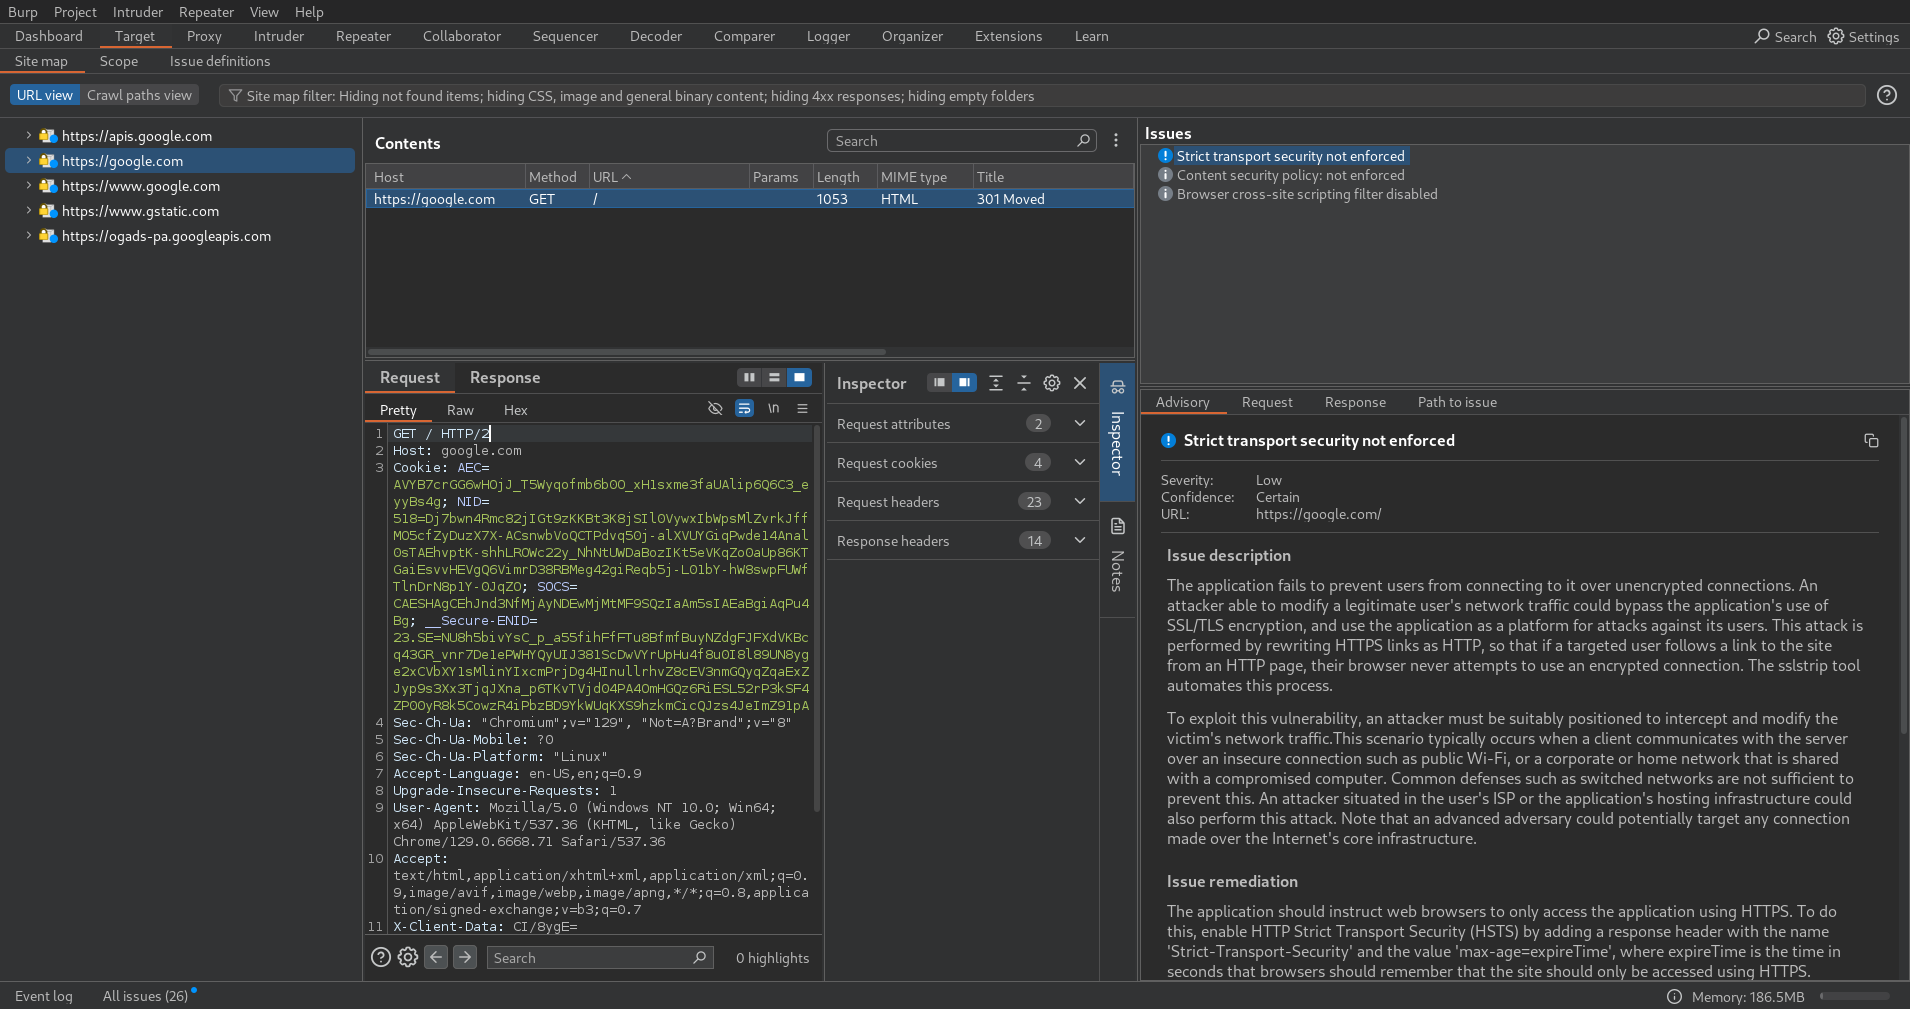 Burp Project Intruder Repeater View Help
Dashboard Target Proxy Intruder Repeater Collaborator Sequencer Decoder Comparer Logger Organizer Extensions Learn Search Settings
Site map Scope Issue definitions
URL view Crawl paths view Site map filter: Hiding not found items; hiding CSS, image and general binary content; hiding 4xx responses; hiding empty folders
https://apis.google.com
https://google.com
https://www.google.com
https://www.gstatic.com
https://ogads-pa.googleapis.com
Contents Search
Host Method URL Params Length MIME type Title
https://google.com GET / 1053 HTML 301 Moved
Request Response
Pretty Raw Hex \n
1 GET / HTTP/2
2 Host: google.com
3 Cookie: AEC=
AVYB7crGG6wHOjJ_T5Wyqofmb6bOO_xH1sxme3faUAlip6Q6C3_e
yyBs4g; NID=
518=Dj7bwn4Rmc82jIGt9zKKBt3K8jSIlOVywxIbWpsMlZvrkJff
MO5cfZyDuzX7X-ACsnwbVoQCTPdvq5Oj-alXVUYGiqPwde14Anal
OsTAEhvptK-shhLROWc22y_NhNtUWDaBozIKt5eVKqZoOaUp86KT
GaiEsvvHEVgQ6VimrD38RBMeg42giReqb5j-LO1bY-hW8swpFUWf
TlnDrN8p1Y-OJqZO; SOCS=
CAESHAgCEhJnd3NfMjAyNDEwMjMtMF9SQzIaAm5sIAEaBgiAqPu4
Bg; __Secure-ENID=
23.SE=NU8h5bivYsC_p_a55fihFfFTu8BfmfBuyNZdgFJFXdVKBc
q43GR_vnr7De1ePWHYQyUIJ381ScDwVYrUpHu4f8uOI8l89UN8yg
e2xCVbXY1sMlinYIxcmPrjDg4HInullrhvZ8cEV3nmGQyqZqaExZ
Jyp9s3Xx3TjqJXna_p6TKvTVjdO4PA4OmHGQz6RiESL52rP3kSF4
ZPOOyR8k5CowzR4iPbzBD9YkWUqKXS9hzkmCicQJzs4JeImZ91pA
4 Sec-Ch-Ua: "Chromium";v="129", "Not=A?Brand";v="8"
5 Sec-Ch-Ua-Mobile: ?0
6 Sec-Ch-Ua-Platform: "Linux"
7 Accept-Language: en-US,en;q=0.9
8 Upgrade-Insecure-Requests: 1
9 User-Agent: Mozilla/5.0 (Windows NT 10.0; Win64;
x64) AppleWebKit/537.36 (KHTML, like Gecko)
Chrome/129.0.6668.71 Safari/537.36
10 Accept:
text/html,application/xhtml+xml,application/xml;q=0.
9,image/avif,image/webp,image/apng,*/*;q=0.8,applica
tion/signed-exchange;v=b3;q=0.7
11 X-Client-Data: CI/8ygE=
Search 0 highlights
Inspector
Request attributes 2
Request cookies 4
Request headers 23
Response headers 14
Inspector
Notes
Issues
Strict transport security not enforced
Content security policy: not enforced
Browser cross-site scripting filter disabled
Advisory Request Response Path to issue
Strict transport security not enforced
Severity: Low
Confidence: Certain
URL: https://google.com/
Issue description
The application fails to prevent users from connecting to it over unencrypted connections. An
attacker able to modify a legitimate user's network traffic could bypass the application's use of
SSL/TLS encryption, and use the application as a platform for attacks against its users. This attack is
performed by rewriting HTTPS links as HTTP, so that if a targeted user follows a link to the site
from an HTTP page, their browser never attempts to use an encrypted connection. The sslstrip tool
automates this process.
To exploit this vulnerability, an attacker must be suitably positioned to intercept and modify the
victim's network traffic.This scenario typically occurs when a client communicates with the server
over an insecure connection such as public Wi-Fi, or a corporate or home network that is shared
with a compromised computer. Common defenses such as switched networks are not sufficient to
prevent this. An attacker situated in the user's ISP or the application's hosting infrastructure could
also perform this attack. Note that an advanced adversary could potentially target any connection
made over the Internet's core infrastructure.
Issue remediation
The application should instruct web browsers to only access the application using HTTPS. To do
this, enable HTTP Strict Transport Security (HSTS) by adding a response header with the name
'Strict-Transport-Security' and the value 'max-age=expireTime', where expireTime is the time in
seconds that browsers should remember that the site should only be accessed using HTTPS.
Event log All issues (26) Memory: 186.5MB